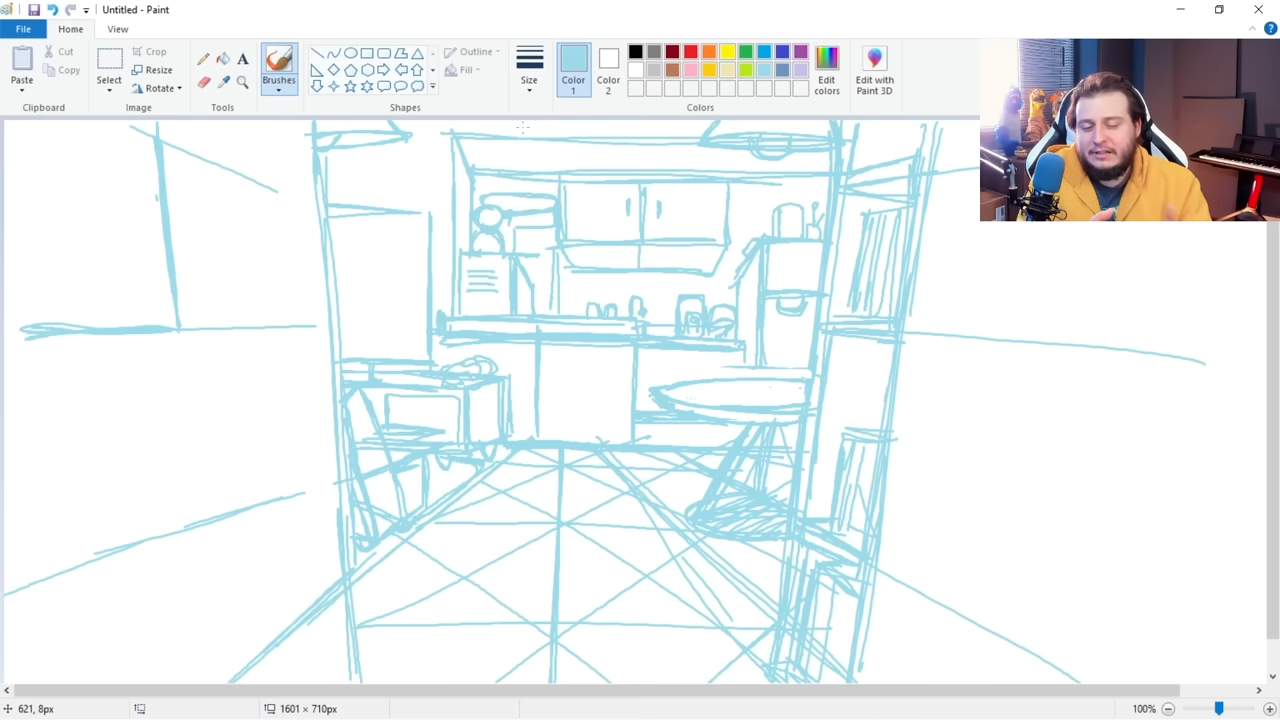 Untitled - Paint
File
Home
View
Paste
Cut
Copy
Clipboard
Select
Crop
Resize
Rotate
Image
Tools
Brushes
Shapes
Outline
Fill
Size
Color
1
Color
2
Colors
Edit
colors
Edit with
Paint 3D
621, 8px
1601 × 710px
100%